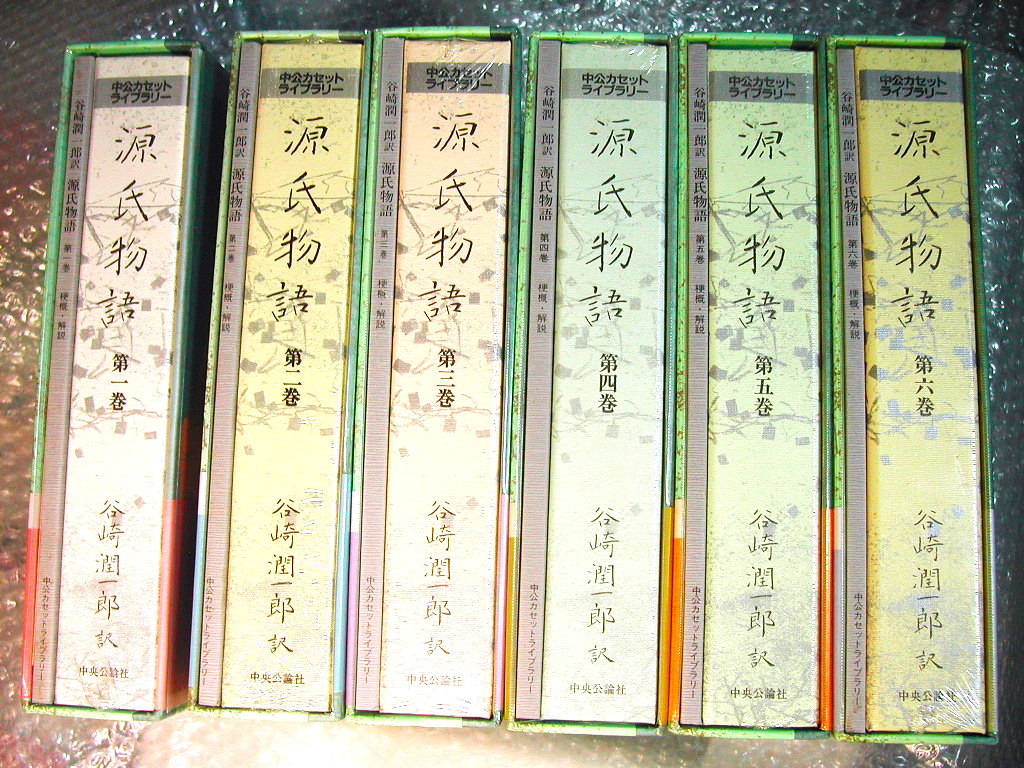 谷崎潤一郎訳 源氏物語 第一巻 梗概・解説
中公カセットライブラリー
源氏物語
第一巻
谷崎潤一郎 訳
中央公論社
谷崎潤一郎訳 源氏物語 第二巻 梗概・解説
中公カセットライブラリー
中公カセット
ライブラリー
源氏物語
第二巻
谷崎潤一郎 訳
中央公論社
谷崎潤一郎訳 源氏物語 第三巻 梗概・解説
中公カセットライブラリー
中公カセット
ライブラリー
源氏物語
第三巻
谷崎潤一郎 訳
中央公論社
谷崎潤一郎訳 源氏物語 第四巻 梗概・解説
中公カセットライブラリー
中公カセット
ライブラリー
源氏物語
第四巻
谷崎潤一郎 訳
中央公論社
谷崎潤一郎訳 源氏物語 第五巻 梗概・解説
中公カセットライブラリー
中公カセット
ライブラリー
源氏物語
第五巻
谷崎潤一郎 訳
中央公論社
谷崎潤一郎訳 源氏物語 第六巻 梗概・解説
中公カセットライブラリー
中公カセット
ライブラリー
源氏物語
第六巻
谷崎潤一郎 訳
中央公論社